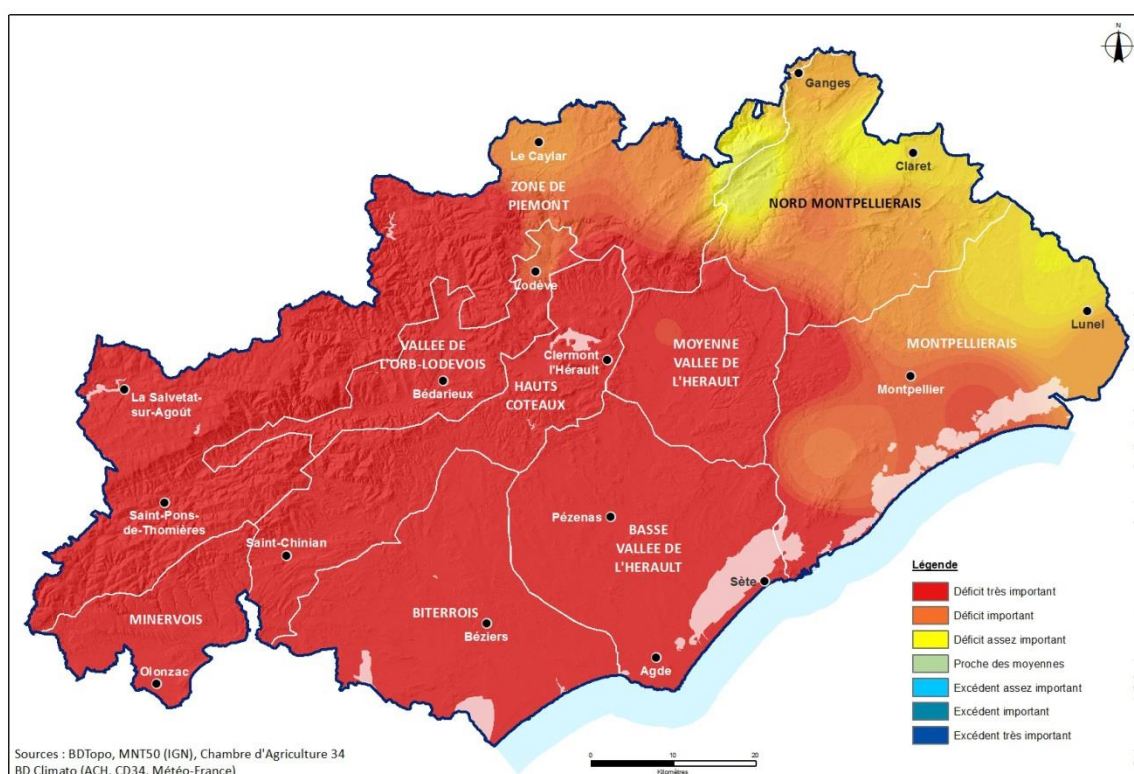 N
Ganges
Le Caylar
Claret
ZONE DE
PIEMONT
NORD MONTPELLIERAIS
Lodève
Lunel
VALLEE DE
L'ORB-LODEVOIS
Clermont
l'Hérault
MOYENNE
VALLEE DE
L'HERAULT
MONTPELLIERAIS
Montpellier
La Salvetat-
sur-Agoût
Bédarieux
HAUTS
COTEAUX
Saint-Pons-
de-Thomières
Pézenas
Saint-Chinian
BASSE
VALLEE DE
L'HERAULT
Sète
MINERVOIS
BITERROIS
Béziers
Agde
Olonzac
Légende
Déficit très important
Déficit important
Déficit assez important
Proche des moyennes
Excédent assez important
Excédent important
Excédent très important
Sources : BDTopo, MNT50 (IGN), Chambre d'Agriculture 34
BD Climato (ACH, CD34, Météo-France)
0 10 20
Kilomètres